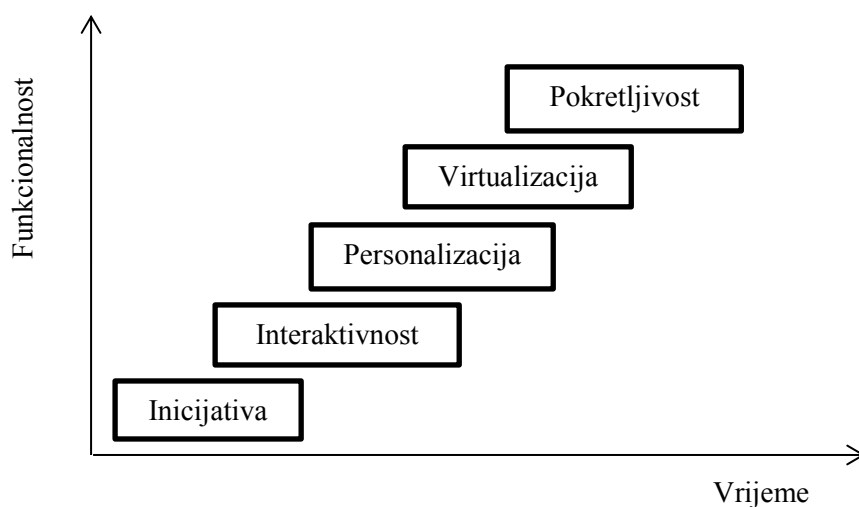 Funkcionalnost
Pokretljivost
Virtualizacija
Personalizacija
Interaktivnost
Inicijativa
Vrijeme